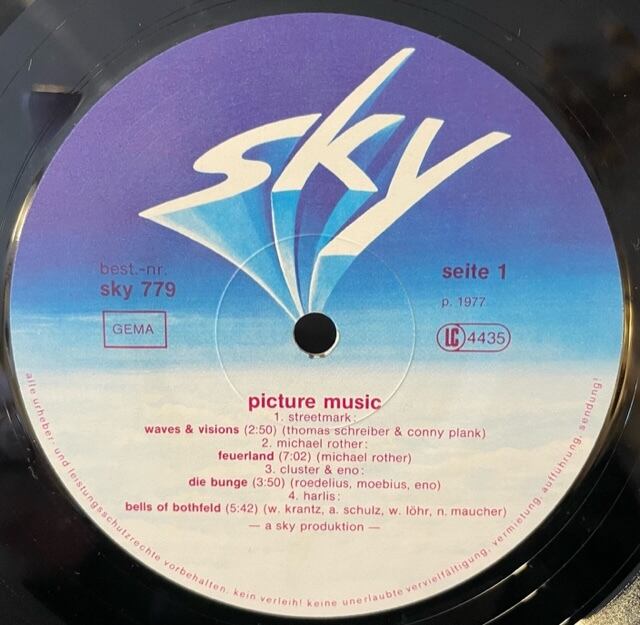 sky
best.-nr.
sky 779
GEMA
seite 1
p. 1977
LC 4435
picture music
1. streetmark:
waves & visions (2:50) (thomas schreiber & conny plank)
2. michael rother:
feuerland (7:02) (michael rother)
3. cluster & eno:
die bunge (3:50) (roedelius, moebius, eno)
4. harlis:
bells of bothfeld (5:42) (w. krantz, a. schulz, w. löhr, n. maucher)
— a sky produktion —
alle urheber- und leistungsschutzrechte vorbehalten. kein verleih! keine unerlaubte vervielfältigung, vermietung, aufführung, sendung!